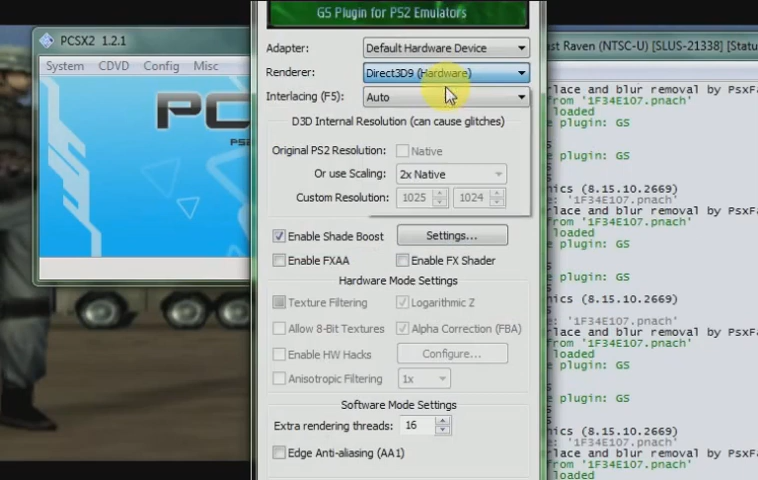 GS Plugin for PS2 Emulators
PCSX2 1.2.1
System CDVD Config Misc
PC
PS2
Adapter: Default Hardware Device
Renderer: Direct3D9 (Hardware)
Interlacing (F5): Auto
D3D Internal Resolution (can cause glitches)
Original PS2 Resolution: Native
Or use Scaling: 2x Native
Custom Resolution: 1025 1024
Enable Shade Boost Settings...
Enable FXAA Enable FX Shader
Hardware Mode Settings
Texture Filtering Logarithmic Z
Allow 8-Bit Textures Alpha Correction (FBA)
Enable HW Hacks Configure...
Anisotropic Filtering 1x
Software Mode Settings
Extra rendering threads: 16
Edge Anti-aliasing (AA1)
ast Raven (NTSC-U) [SLUS-21338] [Statu
rlace and blur removal by PsxFa
from '1F34E107.pnach'
loaded
e plugin: GS
e plugin: GS
nics (8.15.10.2669)
: '1F34E107.pnach'
rlace and blur removal by PsxFa
from '1F34E107.pnach'
loaded
e plugin: GS
e plugin: GS
nics (8.15.10.2669)
: '1F34E107.pnach'
rlace and blur removal by PsxFa
from '1F34E107.pnach'
loaded
e plugin: GS
nics (8.15.10.2669)
: '1F34E107.pnach'
rlace and blur removal by PsxFa
from '1F34E107.pnach'
loaded